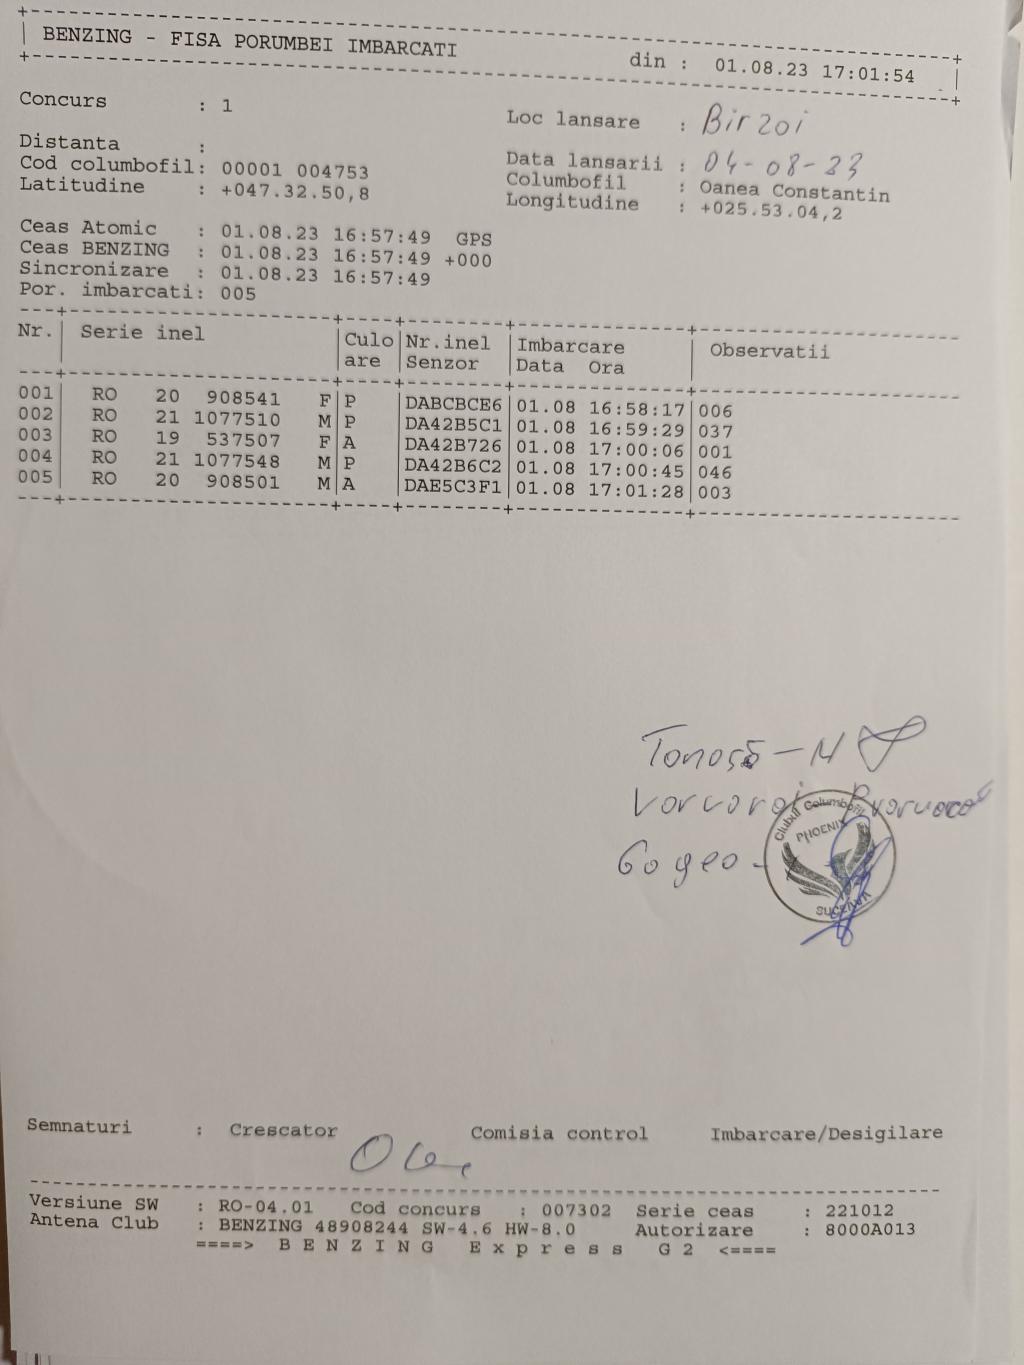 BENZING - FISA PORUMBEI IMBARCATI din : 01.08.23 17:01:54
Concurs : 1 Loc lansare : Birzoi
Distanta : Data lansarii : 04-08-23
Cod columbofil: 00001 004753 Columbofil : Oanea Constantin
Latitudine : +047.32.50,8 Longitudine : +025.53.04,2
Ceas Atomic : 01.08.23 16:57:49 GPS
Ceas BENZING : 01.08.23 16:57:49 +000
Sincronizare : 01.08.23 16:57:49
Por. imbarcati: 005
Nr. Serie inel Culo Nr.inel Imbarcare Observatii
are Senzor Data Ora
001 RO 20 908541 F P DABCBCE6 01.08 16:58:17 006
002 RO 21 1077510 M P DA42B5C1 01.08 16:59:29 037
003 RO 19 537507 F A DA42B726 01.08 17:00:06 001
004 RO 21 1077548 M P DA42B6C2 01.08 17:00:45 046
005 RO 20 908501 M A DAE5C3F1 01.08 17:01:28 003
Clubul Columbofil
PHOENIX
SUCEAVA
Semnaturi : Crescator Comisia control Imbarcare/Desigilare
Versiune SW : RO-04.01 Cod concurs : 007302 Serie ceas : 221012
Antena Club : BENZING 48908244 SW-4.6 HW-8.0 Autorizare : 8000A013
====> B E N Z I N G E x p r e s s G 2 <====